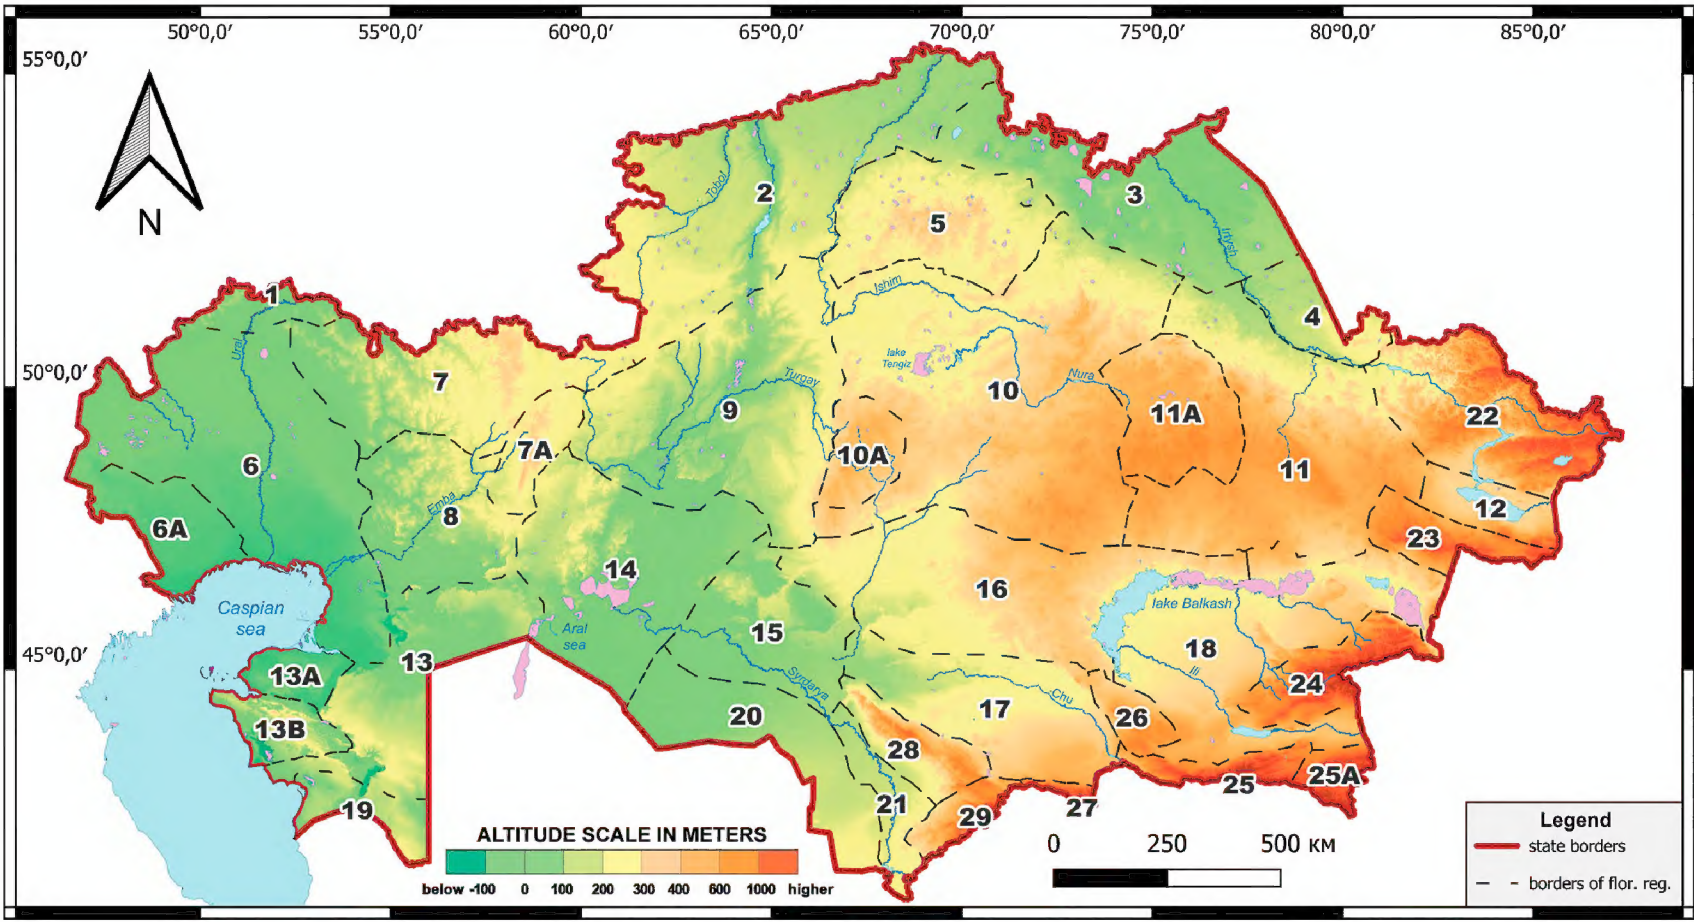 50°0,0' 55°0,0' 60°0,0' 65°0,0' 70°0,0' 75°0,0' 80°0,0' 85°0,0'
55°0,0'
50°0,0'
45°0,0'
N
1
2
3
4
5
6
6A
7
7A
8
9
10
10A
11
11A
12
13
13A
13B
14
15
16
17
18
19
20
21
22
23
24
25
25A
26
27
28
29
Tobol
Irtysh
Ishim
Ural
lake
Tengiz
Turgay
Nura
Emba
Caspian
sea
Aral
sea
lake Balkash
Syrdarya
Chu
Ili
ALTITUDE SCALE IN METERS
below -100 0 100 200 300 400 600 1000 higher
0 250 500 КМ
Legend
state borders
borders of flor. reg.